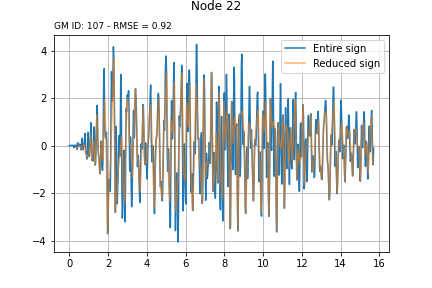 Node 22
GM ID: 107 - RMSE = 0.92
Entire sign
Reduced sign
4
2
0
−2
−4
0 2 4 6 8 10 12 14 16